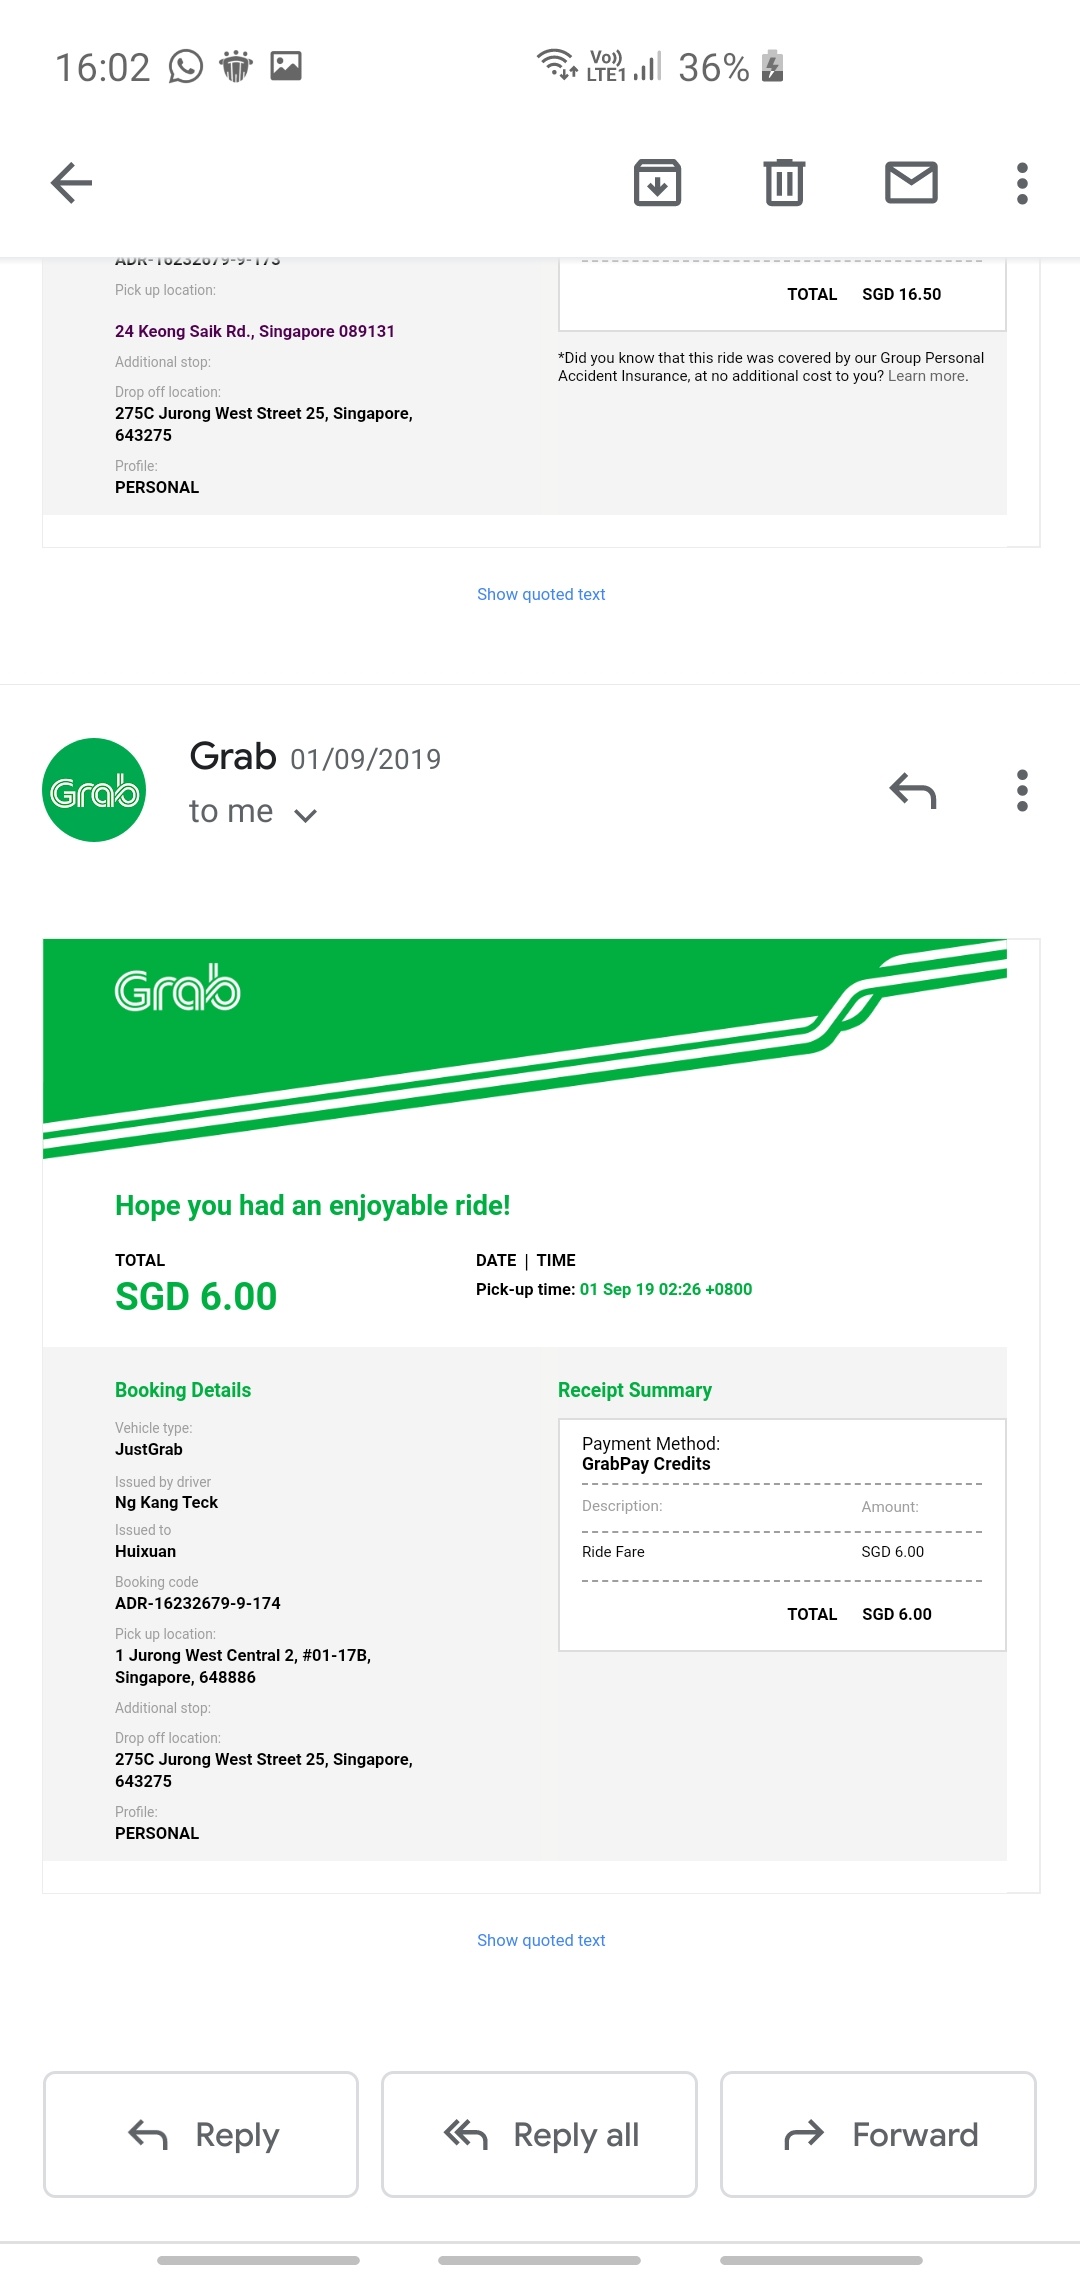 16:02
Vo))
LTE1
36%
ADR-16232679-9-173
Pick up location:
24 Keong Saik Rd., Singapore 089131
Additional stop:
Drop off location:
275C Jurong West Street 25, Singapore,
643275
Profile:
PERSONAL
TOTAL SGD 16.50
*Did you know that this ride was covered by our Group Personal
Accident Insurance, at no additional cost to you? Learn more.
Show quoted text
Grab
Grab 01/09/2019
to me
Grab
Hope you had an enjoyable ride!
TOTAL
SGD 6.00
DATE | TIME
Pick-up time: 01 Sep 19 02:26 +0800
Booking Details
Vehicle type:
JustGrab
Issued by driver
Ng Kang Teck
Issued to
Huixuan
Booking code
ADR-16232679-9-174
Pick up location:
1 Jurong West Central 2, #01-17B,
Singapore, 648886
Additional stop:
Drop off location:
275C Jurong West Street 25, Singapore,
643275
Profile:
PERSONAL
Receipt Summary
Payment Method:
GrabPay Credits
Description: Amount:
Ride Fare SGD 6.00
TOTAL SGD 6.00
Show quoted text
Reply
Reply all
Forward